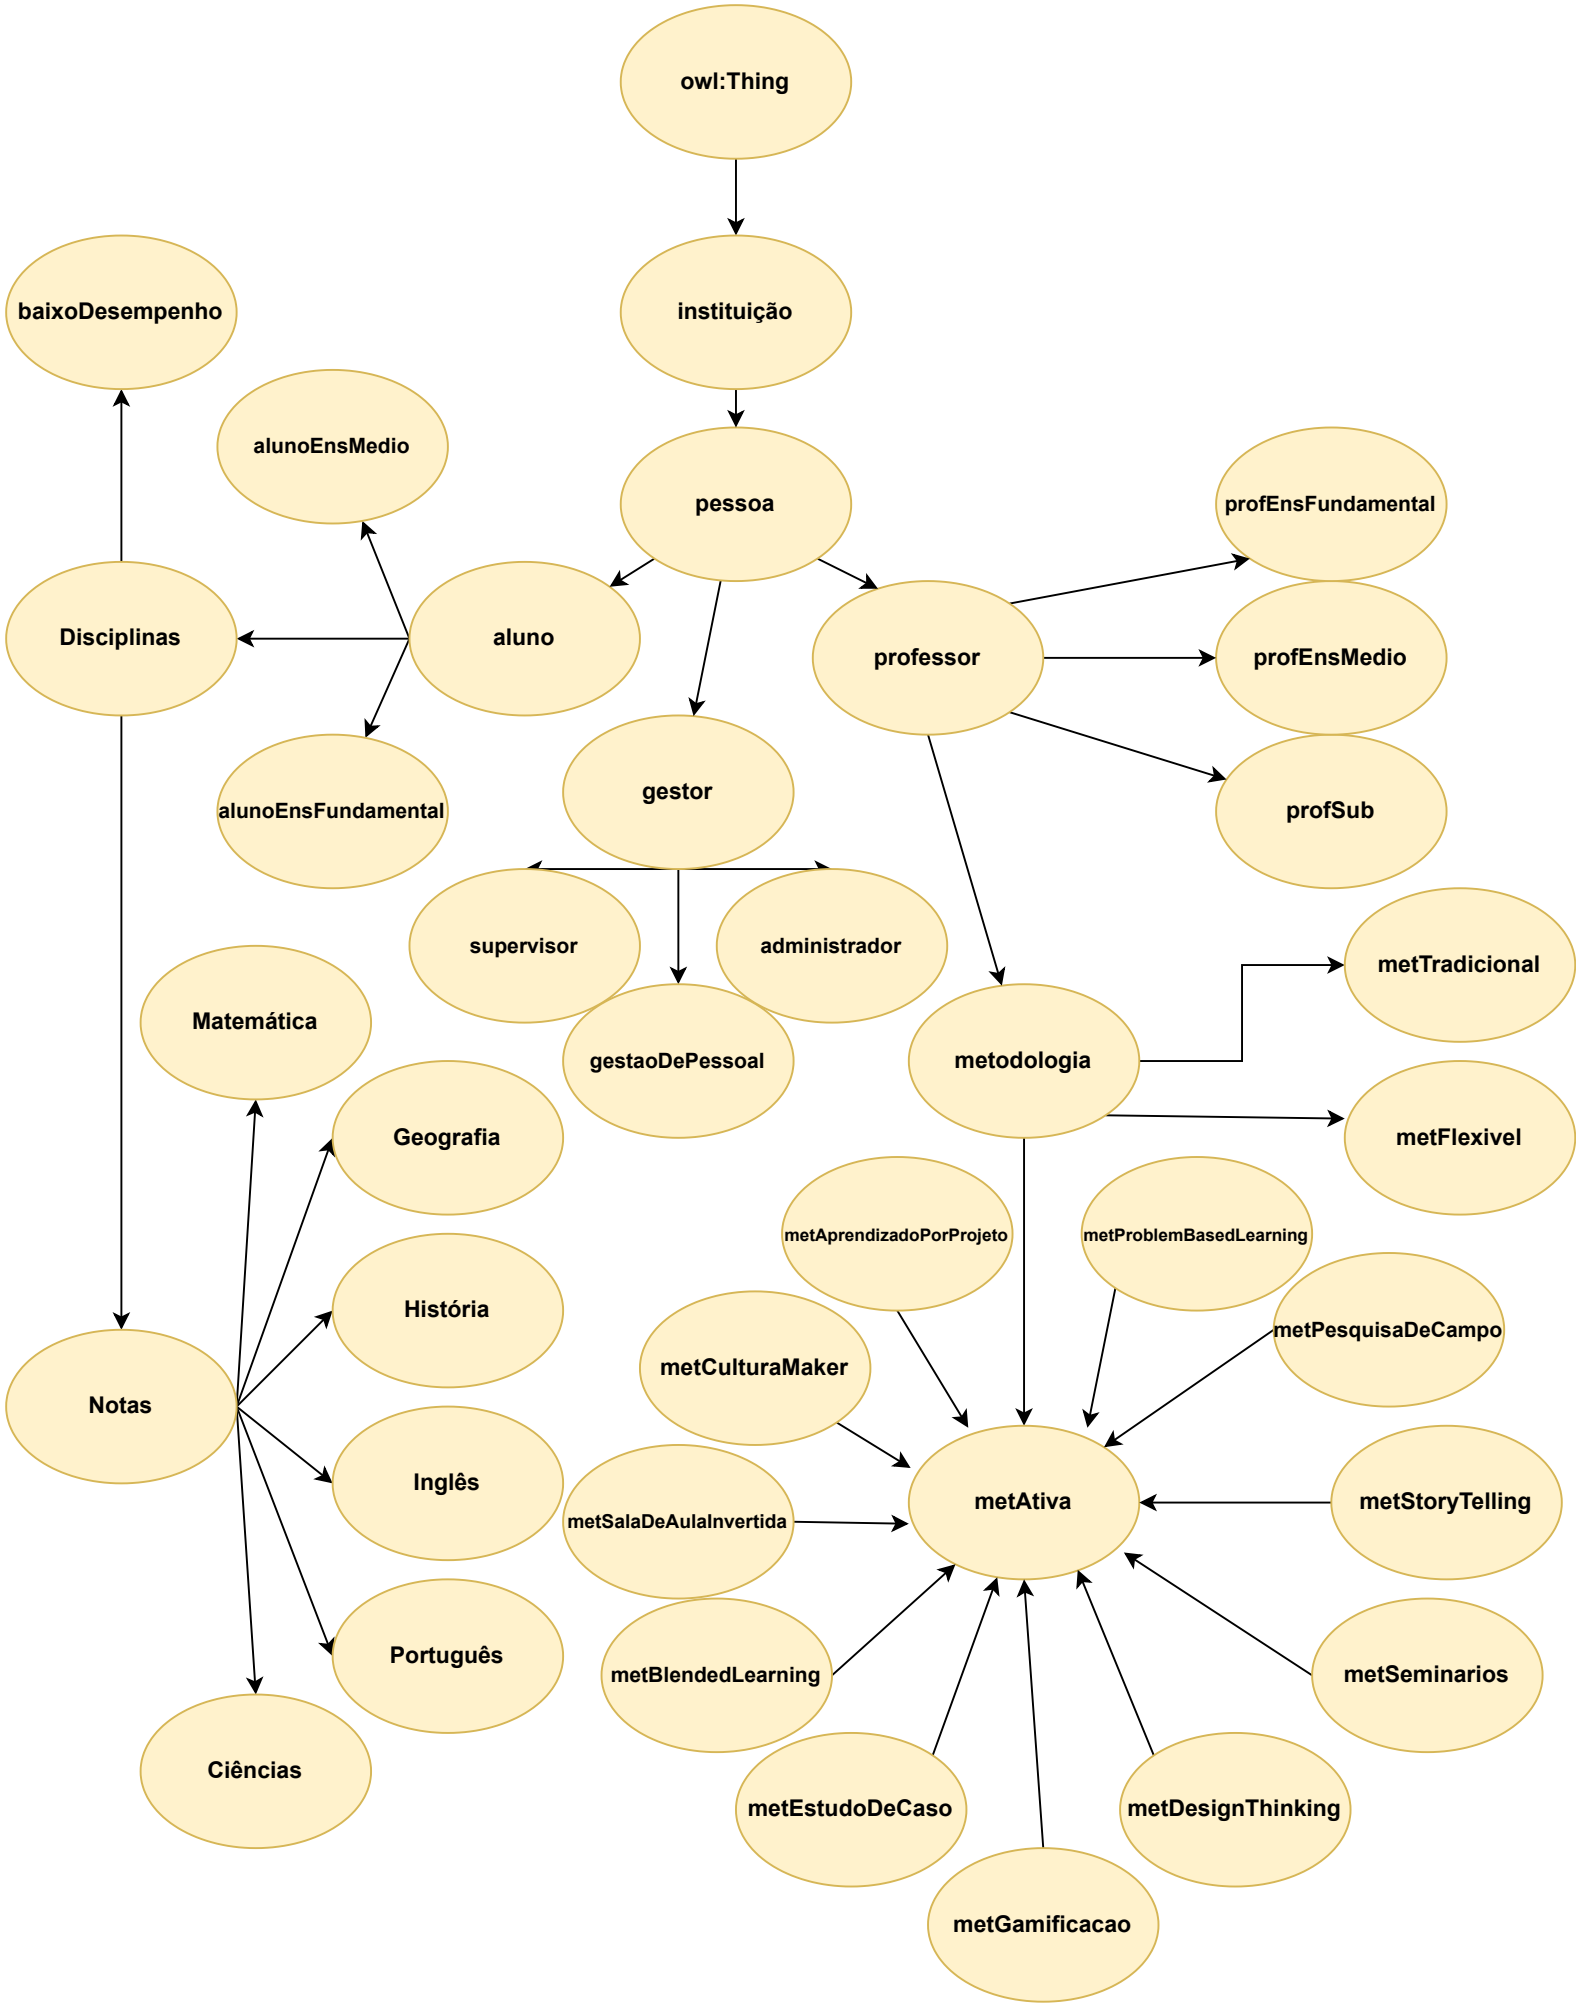 owl:Thing
instituição
baixoDesempenho
alunoEnsMedio
pessoa
profEnsFundamental
Disciplinas
aluno
professor
profEnsMedio
gestor
alunoEnsFundamental
profSub
supervisor
administrador
metTradicional
Matemática
gestaoDePessoal
metodologia
Geografia
metFlexivel
metAprendizadoPorProjeto
metProblemBasedLearning
História
metPesquisaDeCampo
metCulturaMaker
Notas
Inglês
metAtiva
metStoryTelling
metSalaDeAulaInvertida
Português
metBlendedLearning
metSeminarios
Ciências
metEstudoDeCaso
metDesignThinking
metGamificacao